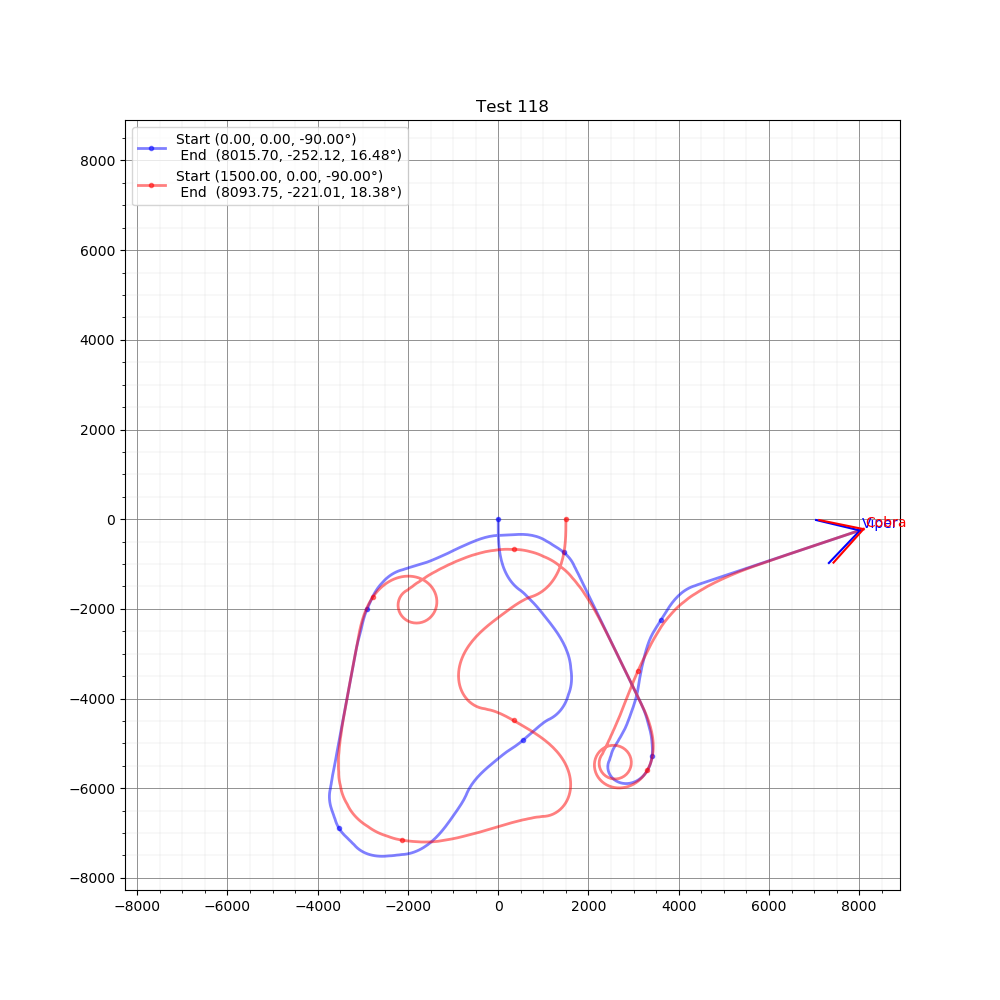 Test 118
Start (0.00, 0.00, -90.00°)
End  (8015.70, -252.12, 16.48°)
Start (1500.00, 0.00, -90.00°)
End  (8093.75, -221.01, 18.38°)
8000
6000
4000
2000
0
−2000
−4000
−6000
−8000
Viper
Cobra
−8000 −6000 −4000 −2000 0 2000 4000 6000 8000